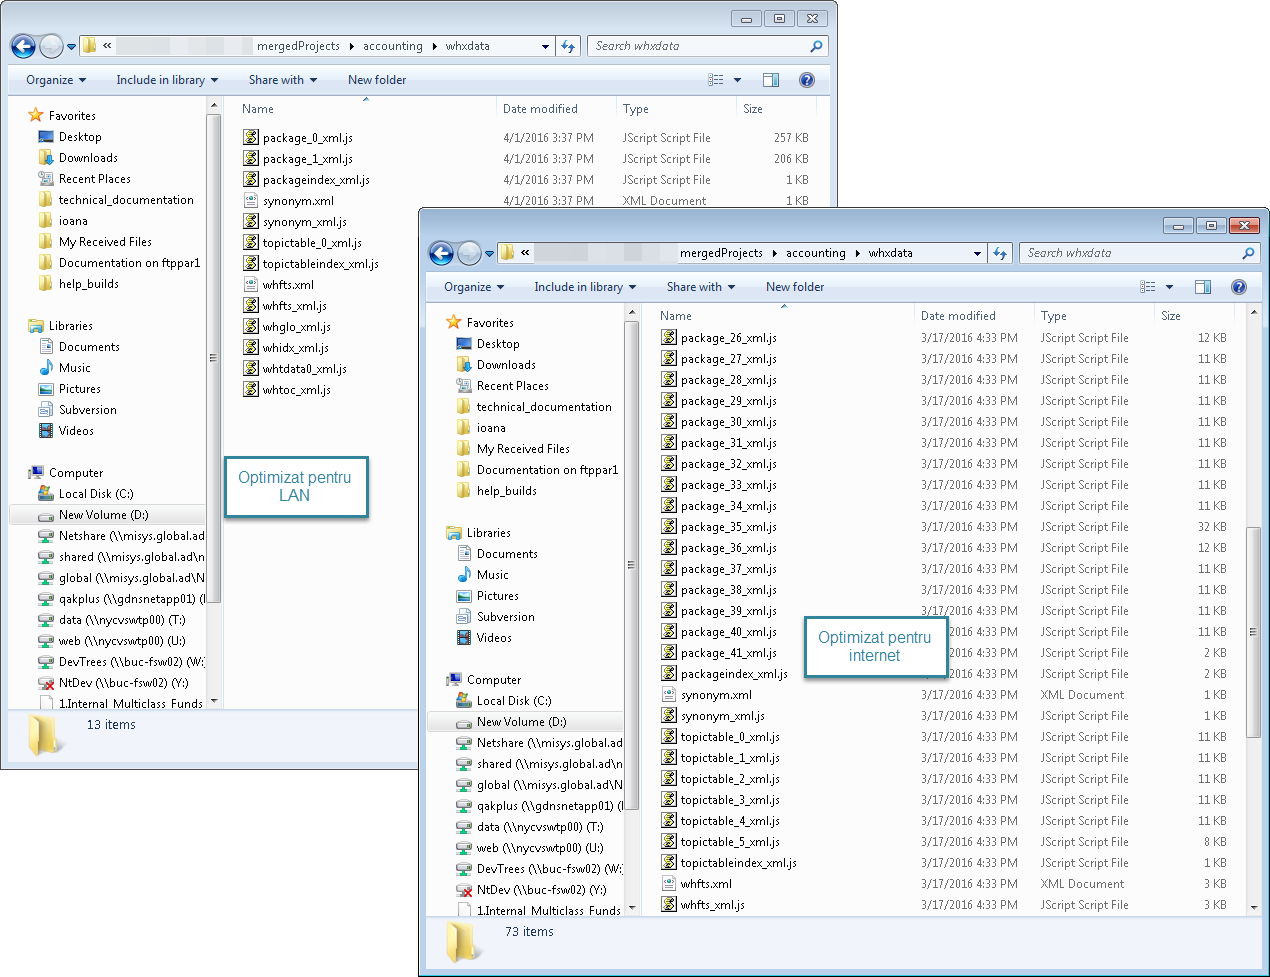 « mergedProjects accounting whxdata Search whxdata
Organize Include in library Share with New folder
Favorites
Desktop
Downloads
Recent Places
technical_documentation
ioana
My Received Files
Documentation on ftppar1
help_builds
Libraries
Documents
Music
Pictures
Subversion
Videos
Computer
Local Disk (C:)
New Volume (D:)
Netshare (\\misys.global.ad
shared (\\misys.global.ad\n
global (\\misys.global.ad\N
qakplus (\\gdnsnetapp01) (
data (\\nycvswtp00) (T:)
web (\\nycvswtp00) (U:)
DevTrees (\\buc-fsw02) (W:
NtDev (\\buc-fsw02) (Y:)
1.Internal_Multiclass_Funds
Name Date modified Type Size
package_0_xml.js 4/1/2016 3:37 PM JScript Script File 257 KB
package_1_xml.js 4/1/2016 3:37 PM JScript Script File 206 KB
packageindex_xml.js 4/1/2016 3:37 PM JScript Script File 1 KB
synonym.xml 4/1/2016 3:37 PM XML Document 1 KB
synonym_xml.js
topictable_0_xml.js
topictableindex_xml.js
whfts.xml
whfts_xml.js
whglo_xml.js
whidx_xml.js
whtdata0_xml.js
whtoc_xml.js
Optimizat pentru
LAN
13 items
« mergedProjects accounting whxdata Search whxdata
Organize Include in library Share with New folder
Favorites
Desktop
Downloads
Recent Places
technical_documentation
ioana
My Received Files
Documentation on ftppar1
help_builds
Libraries
Documents
Music
Pictures
Subversion
Videos
Computer
Local Disk (C:)
New Volume (D:)
Netshare (\\misys.global.ad
shared (\\misys.global.ad\n
global (\\misys.global.ad\N
qakplus (\\gdnsnetapp01) (
data (\\nycvswtp00) (T:)
web (\\nycvswtp00) (U:)
DevTrees (\\buc-fsw02) (W:
NtDev (\\buc-fsw02) (Y:)
1.Internal_Multiclass_Funds
Name Date modified Type Size
package_26_xml.js 3/17/2016 4:33 PM JScript Script File 12 KB
package_27_xml.js 3/17/2016 4:33 PM JScript Script File 11 KB
package_28_xml.js 3/17/2016 4:33 PM JScript Script File 11 KB
package_29_xml.js 3/17/2016 4:33 PM JScript Script File 11 KB
package_30_xml.js 3/17/2016 4:33 PM JScript Script File 11 KB
package_31_xml.js 3/17/2016 4:33 PM JScript Script File 11 KB
package_32_xml.js 3/17/2016 4:33 PM JScript Script File 11 KB
package_33_xml.js 3/17/2016 4:33 PM JScript Script File 11 KB
package_34_xml.js 3/17/2016 4:33 PM JScript Script File 11 KB
package_35_xml.js 3/17/2016 4:33 PM JScript Script File 32 KB
package_36_xml.js 3/17/2016 4:33 PM JScript Script File 12 KB
package_37_xml.js 3/17/2016 4:33 PM JScript Script File 11 KB
package_38_xml.js 3/17/2016 4:33 PM JScript Script File 11 KB
package_39_xml.js 3/17/2016 4:33 PM JScript Script File 11 KB
package_40_xml.js 3/17/2016 4:33 PM JScript Script File 11 KB
package_41_xml.js 3/17/2016 4:33 PM JScript Script File 2 KB
packageindex_xml.js 3/17/2016 4:33 PM JScript Script File 2 KB
synonym.xml 3/17/2016 4:33 PM XML Document 1 KB
synonym_xml.js 3/17/2016 4:33 PM JScript Script File 1 KB
topictable_0_xml.js 3/17/2016 4:33 PM JScript Script File 11 KB
topictable_1_xml.js 3/17/2016 4:33 PM JScript Script File 11 KB
topictable_2_xml.js 3/17/2016 4:33 PM JScript Script File 11 KB
topictable_3_xml.js 3/17/2016 4:33 PM JScript Script File 11 KB
topictable_4_xml.js 3/17/2016 4:33 PM JScript Script File 11 KB
topictable_5_xml.js 3/17/2016 4:33 PM JScript Script File 8 KB
topictableindex_xml.js 3/17/2016 4:33 PM JScript Script File 1 KB
whfts.xml 3/17/2016 4:33 PM XML Document 3 KB
whfts_xml.js 3/17/2016 4:33 PM JScript Script File 3 KB
Optimizat pentru
internet
73 items